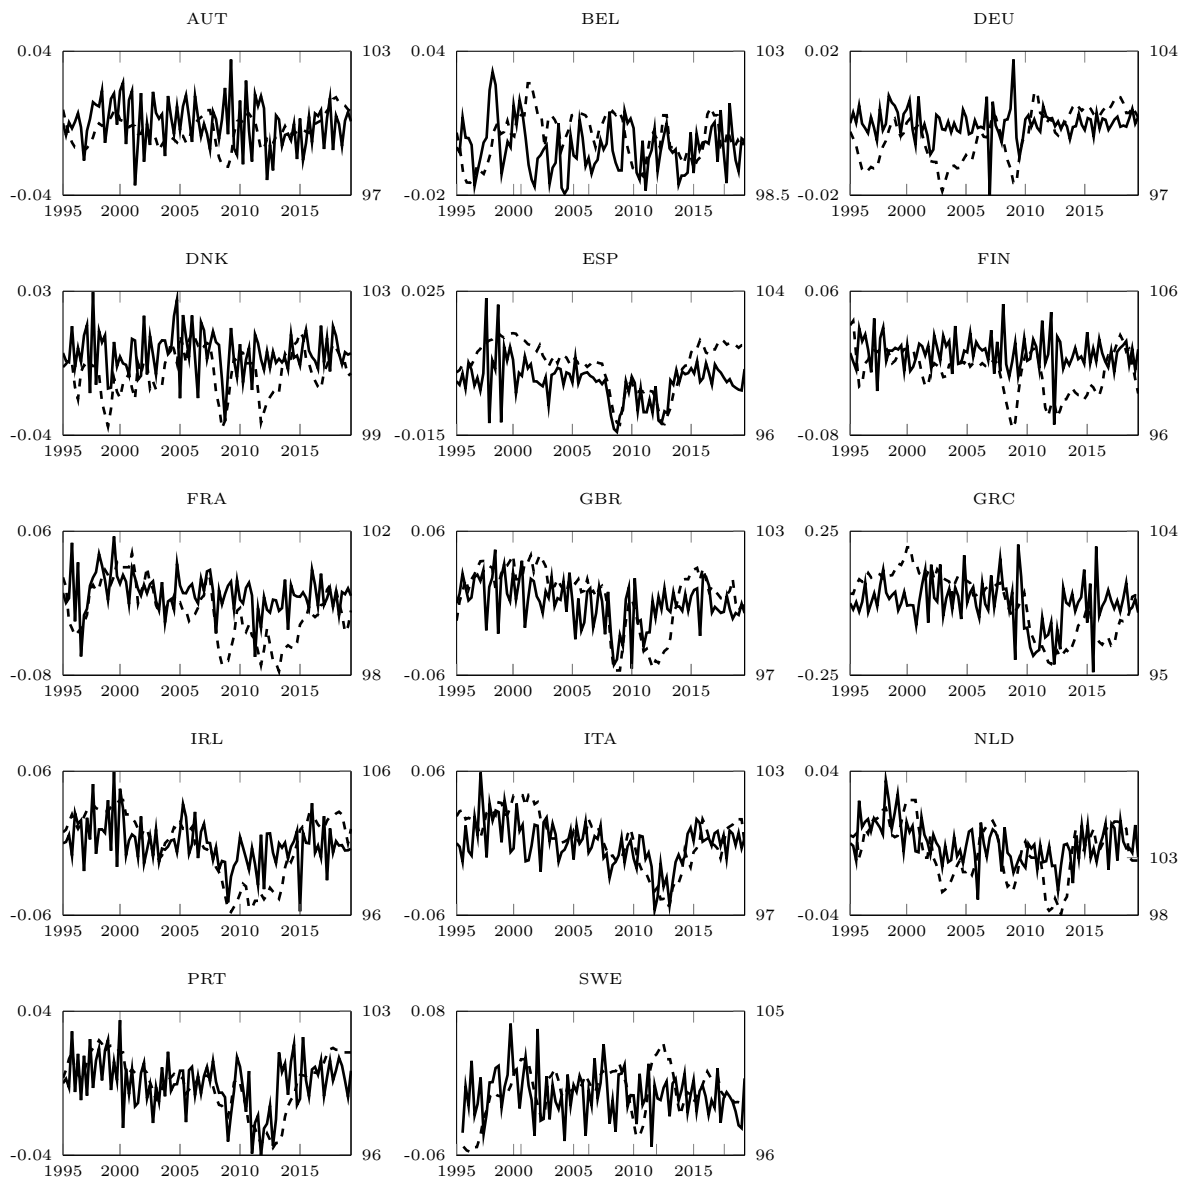 AUT BEL DEU
0.04 103 0.04 103 0.02 104
-0.04 97 -0.02 98.5 -0.02 97
1995 2000 2005 2010 2015 1995 2000 2005 2010 2015 1995 2000 2005 2010 2015
DNK ESP FIN
0.03 103 0.025 104 0.06 106
-0.04 99 -0.015 96 -0.08 96
1995 2000 2005 2010 2015 1995 2000 2005 2010 2015 1995 2000 2005 2010 2015
FRA GBR GRC
0.06 102 0.06 103 0.25 104
-0.08 98 -0.06 97 -0.25 95
1995 2000 2005 2010 2015 1995 2000 2005 2010 2015 1995 2000 2005 2010 2015
IRL ITA NLD
0.06 106 0.06 103 0.04
103
-0.06 96 -0.06 97 -0.04 98
1995 2000 2005 2010 2015 1995 2000 2005 2010 2015 1995 2000 2005 2010 2015
PRT SWE
0.04 103 0.08 105
-0.04 96 -0.06 96
1995 2000 2005 2010 2015 1995 2000 2005 2010 2015